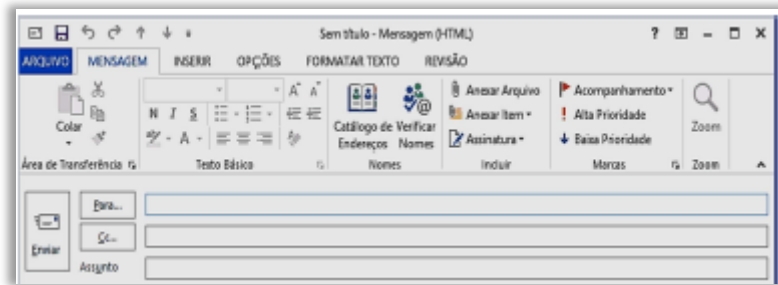 Sem título - Mensagem (HTML) ?
ARQUIVO MENSAGEM INSERIR OPÇÕES FORMATAR TEXTO REVISÃO
Colar
N I S
A
Catálogo de Endereços
Verificar Nomes
Anexar Arquivo
Anexar Item
Assinatura
Acompanhamento
Alta Prioridade
Baixa Prioridade
Zoom
Área de Transferência Texto Básico Nomes Incluir Marcas Zoom
Enviar
Para...
Cc...
Assunto